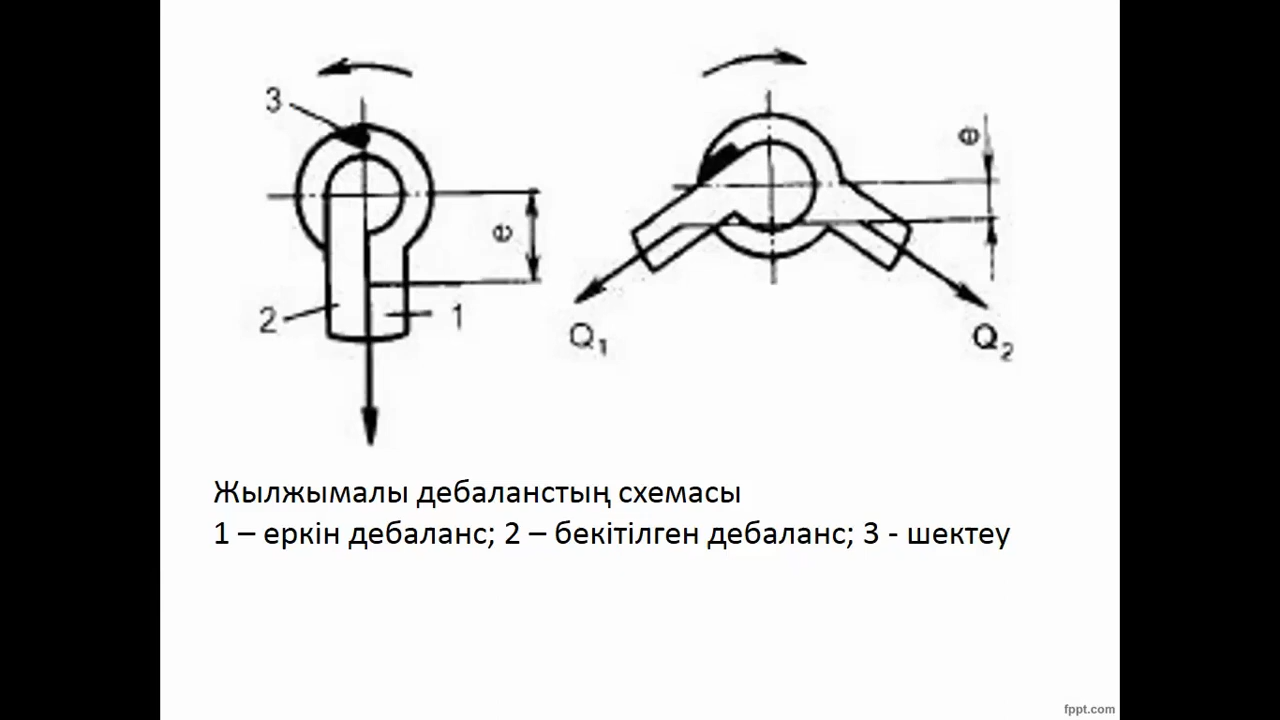 3
e
e
2
1
Q1
Q2
Жылжымалы дебаланстың схемасы
1 – еркін дебаланс; 2 – бекітілген дебаланс; 3 - шектеу
fppt.com